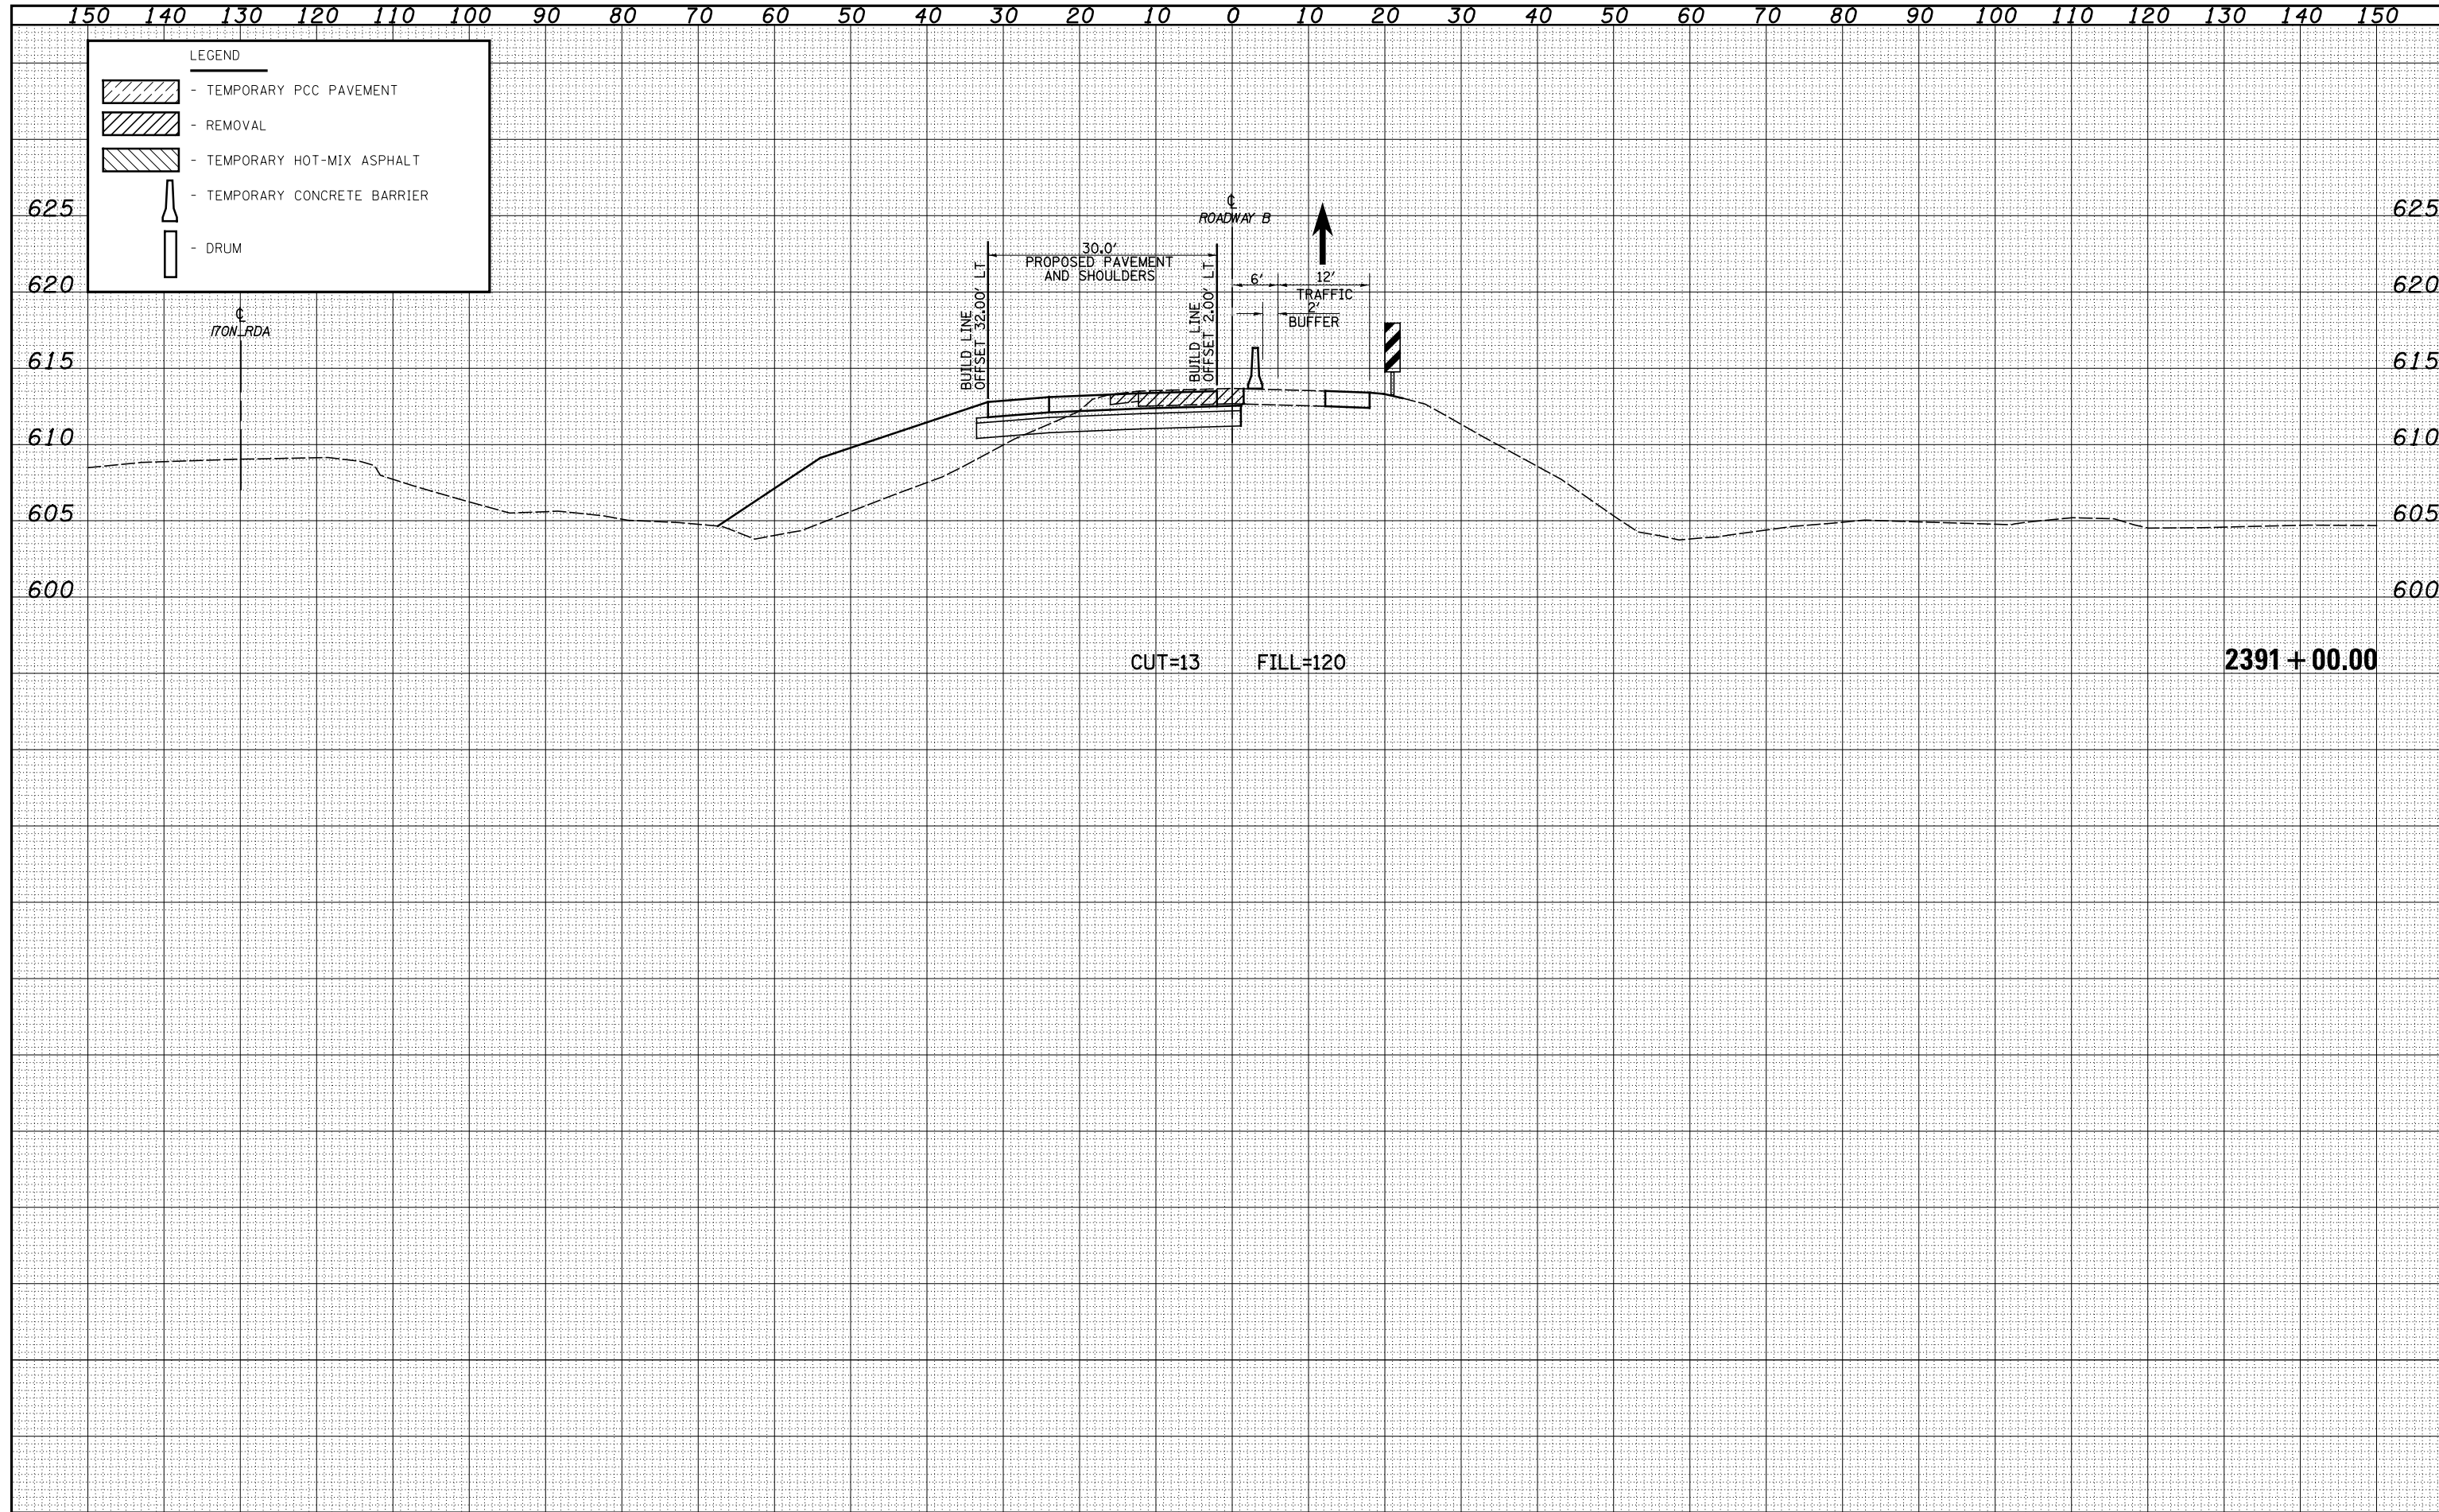 150 140 130 120 110 100 90 80 70 60 50 40 30 20 10 0 10 20 30 40 50 60 70 80 90 100 110 120 130 140 150
LEGEND
- TEMPORARY PCC PAVEMENT
- REMOVAL
- TEMPORARY HOT-MIX ASPHALT
- TEMPORARY CONCRETE BARRIER
- DRUM
625 625
℄
ROADWAY B
30.0'
PROPOSED PAVEMENT
AND SHOULDERS
BUILD LINE
OFFSET 32.00' LT
BUILD LINE
OFFSET 2.00' LT
6' 12'
TRAFFIC
2'
BUFFER
620 620
℄
I70N_RDA
615 615
610 610
605 605
600 600
CUT=13 FILL=120
2391+00.00